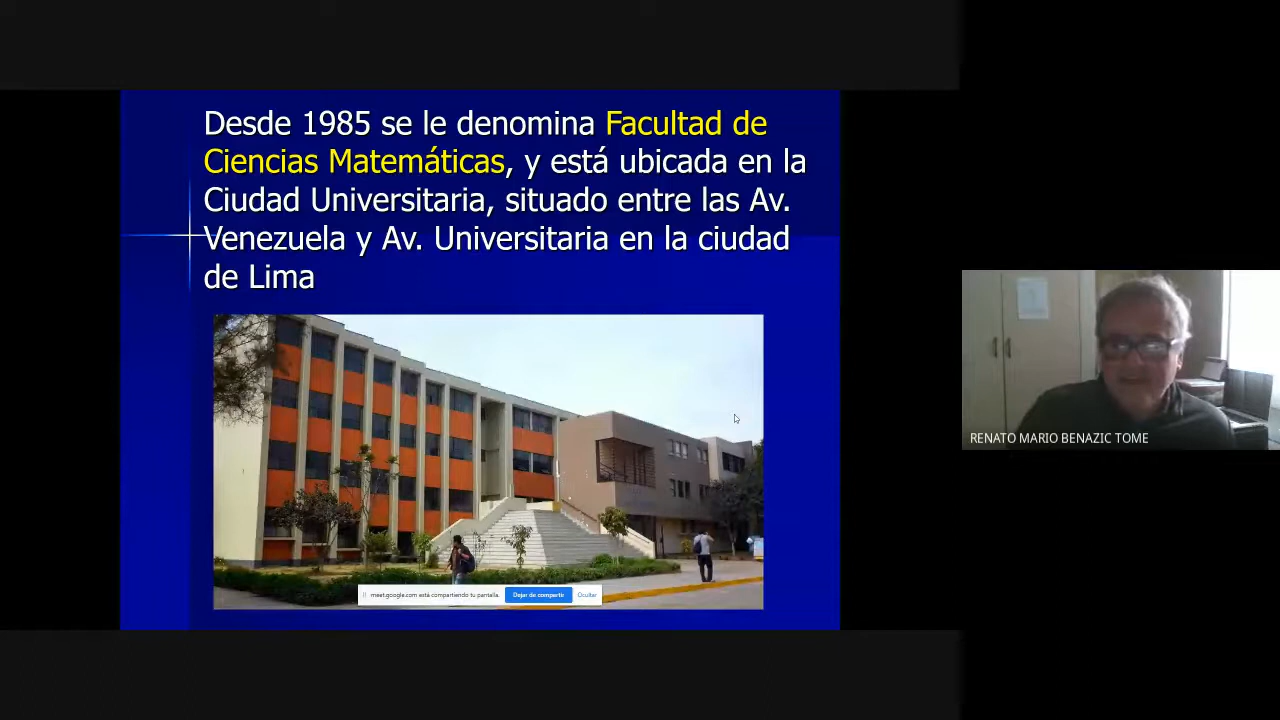 Desde 1985 se le denomina Facultad de
Ciencias Matemáticas, y está ubicada en la
Ciudad Universitaria, situado entre las Av.
Venezuela y Av. Universitaria en la ciudad
de Lima
meet.google.com está compartiendo tu pantalla.
Dejar de compartir
Ocultar
RENATO MARIO BENAZIC TOME